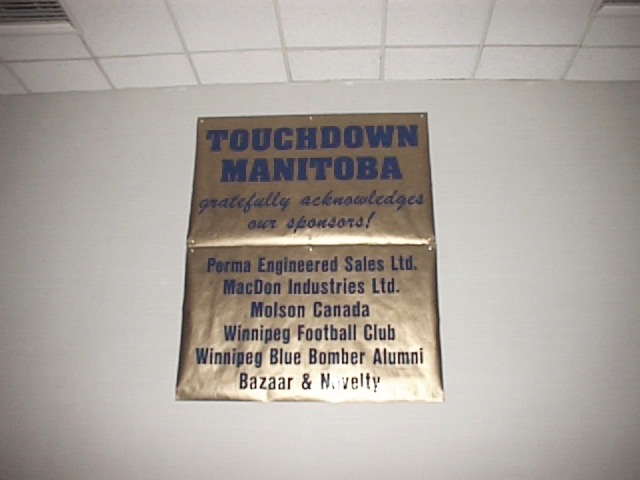 TOUCHDOWN
MANITOBA
gratefully acknowledges
our sponsors!
Perma Engineered Sales Ltd.
MacDon Industries Ltd.
Molson Canada
Winnipeg Football Club
Winnipeg Blue Bomber Alumni
Bazaar & Novelty